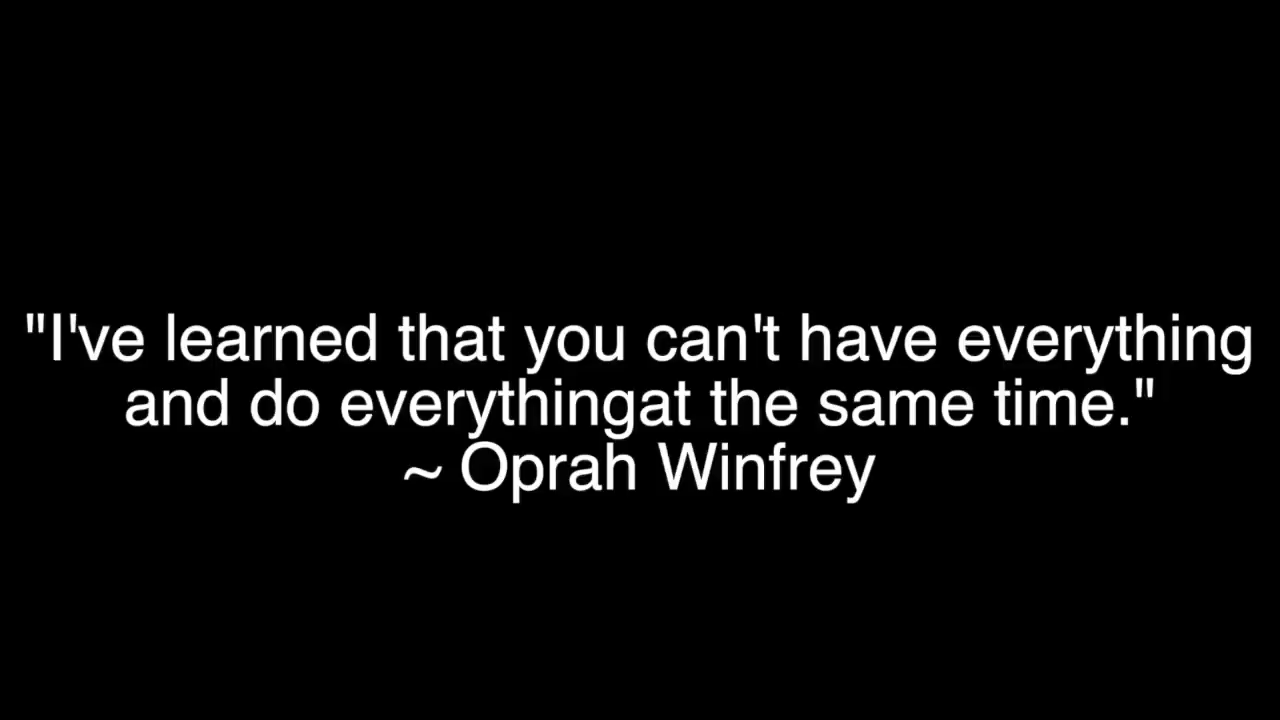 "I've learned that you can't have everything
and do everythingat the same time."
~ Oprah Winfrey